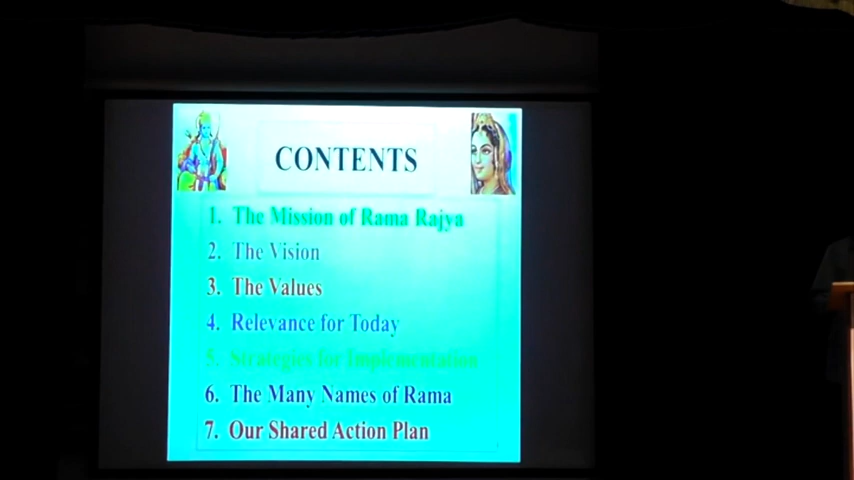 CONTENTS
1. The Mission of Rama Rajya
2. The Vision
3. The Values
4. Relevance for Today
5. Strategies for Implementation
6. The Many Names of Rama
7. Our Shared Action Plan